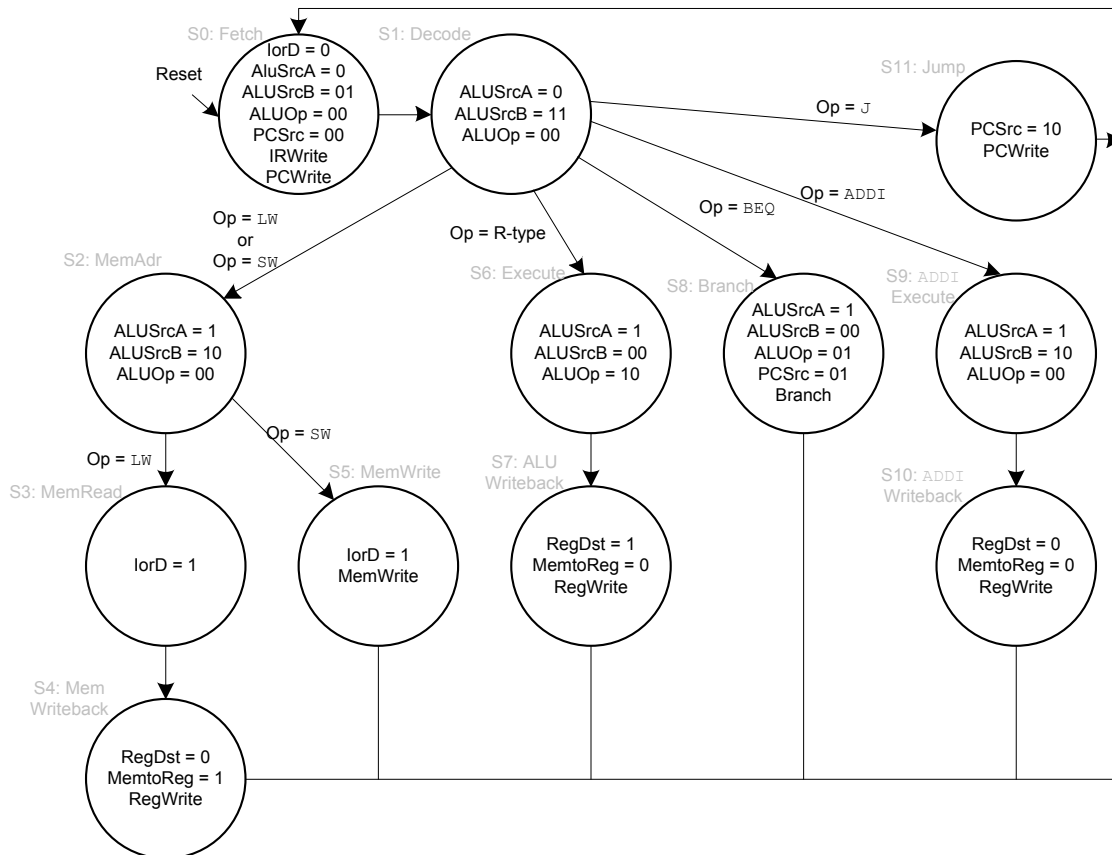 S0: Fetch
S1: Decode
S11: Jump
Reset
IorD = 0
AluSrcA = 0
ALUSrcB = 01
ALUOp = 00
PCSrc = 00
IRWrite
PCWrite
ALUSrcA = 0
ALUSrcB = 11
ALUOp = 00
Op = J
PCSrc = 10
PCWrite
Op = LW
or
Op = SW
Op = R-type
Op = BEQ
Op = ADDI
S2: MemAdr
S6: Execute
S8: Branch
S9: ADDI
Execute
ALUSrcA = 1
ALUSrcB = 10
ALUOp = 00
ALUSrcA = 1
ALUSrcB = 00
ALUOp = 10
ALUSrcA = 1
ALUSrcB = 00
ALUOp = 01
PCSrc = 01
Branch
ALUSrcA = 1
ALUSrcB = 10
ALUOp = 00
Op = LW
Op = SW
S3: MemRead
S5: MemWrite
S7: ALU
Writeback
S10: ADDI
Writeback
IorD = 1
IorD = 1
MemWrite
RegDst = 1
MemtoReg = 0
RegWrite
RegDst = 0
MemtoReg = 0
RegWrite
S4: Mem
Writeback
RegDst = 0
MemtoReg = 1
RegWrite